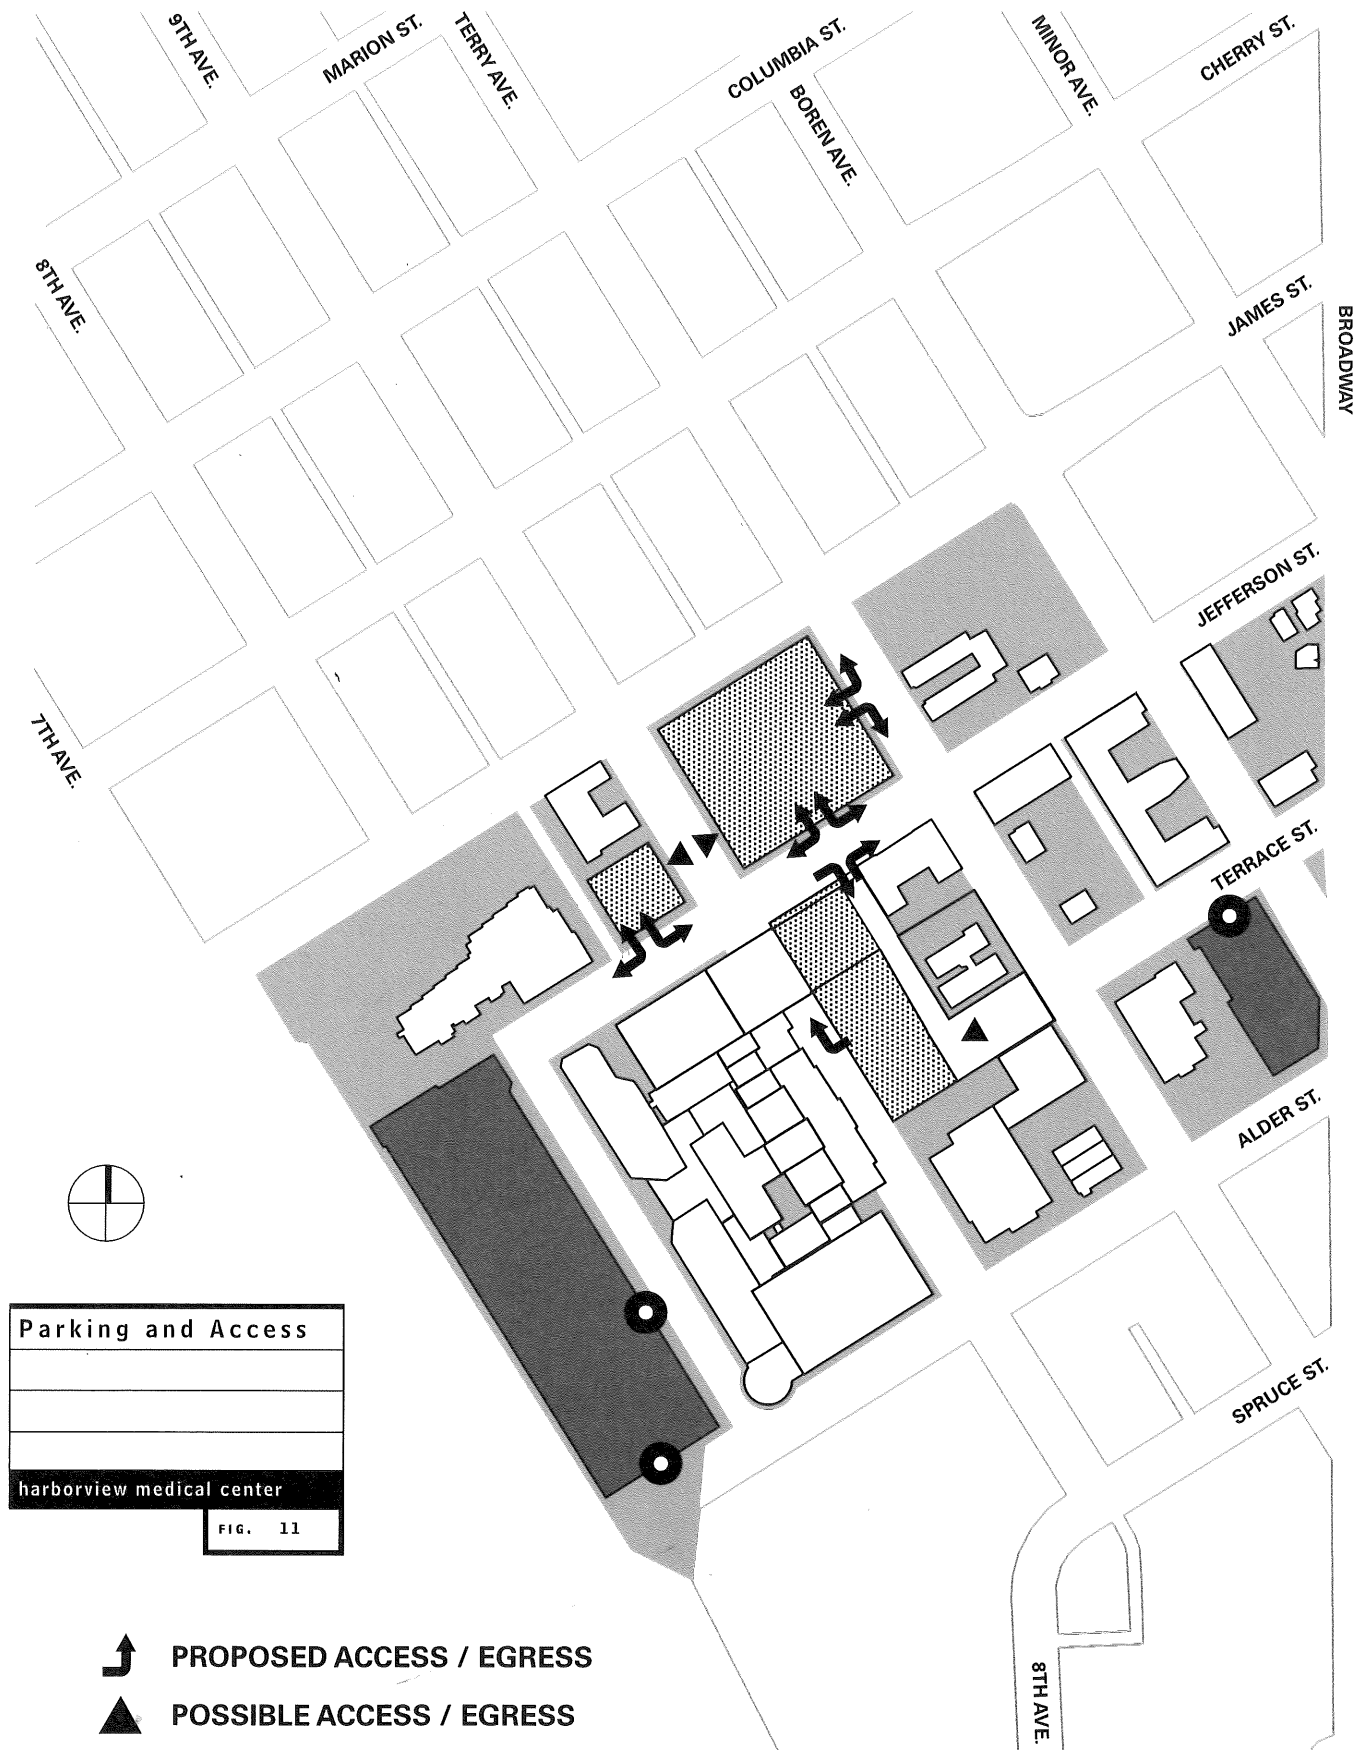 9TH AVE.
MARION ST.
TERRY AVE.
COLUMBIA ST.
BOREN AVE.
MINOR AVE.
CHERRY ST.
8TH AVE.
JAMES ST.
BROADWAY
JEFFERSON ST.
7TH AVE.
TERRACE ST.
ALDER ST.
SPRUCE ST.
Parking and Access
harborview medical center
FIG. 11
PROPOSED ACCESS / EGRESS
POSSIBLE ACCESS / EGRESS
8TH AVE.